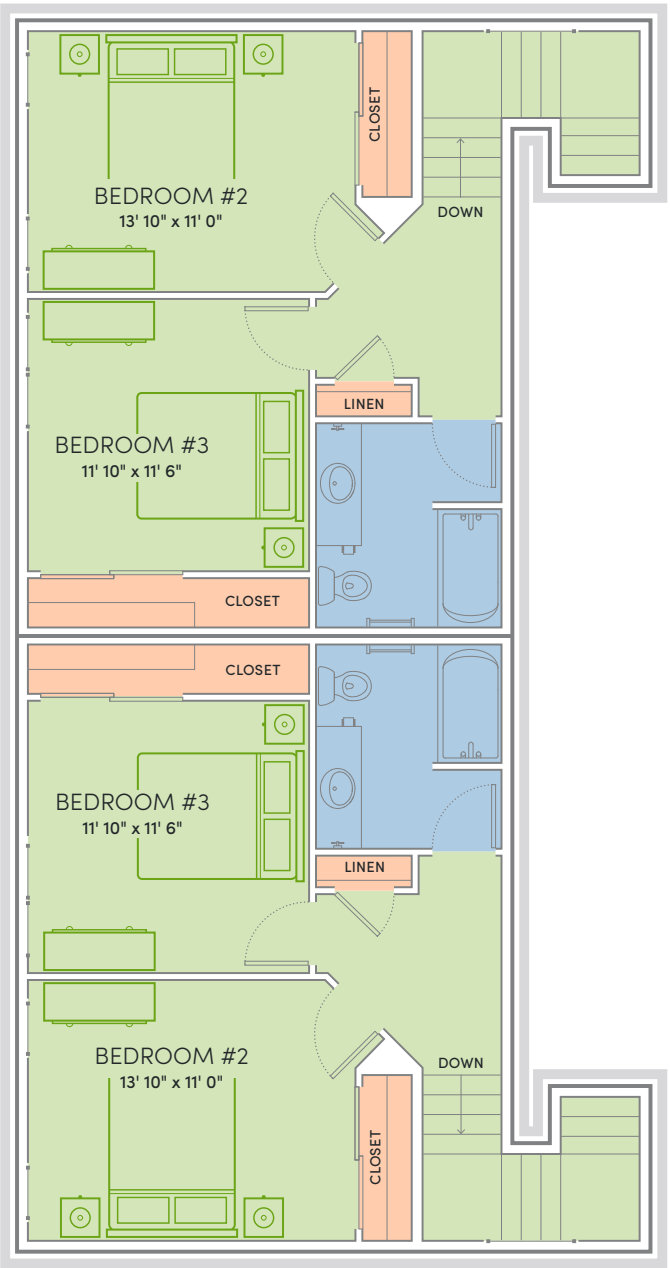 CLOSET
BEDROOM #2
13' 10" x 11' 0"
DOWN
LINEN
BEDROOM #3
11' 10" x 11' 6"
CLOSET
CLOSET
BEDROOM #3
11' 10" x 11' 6"
LINEN
BEDROOM #2
13' 10" x 11' 0"
DOWN
CLOSET